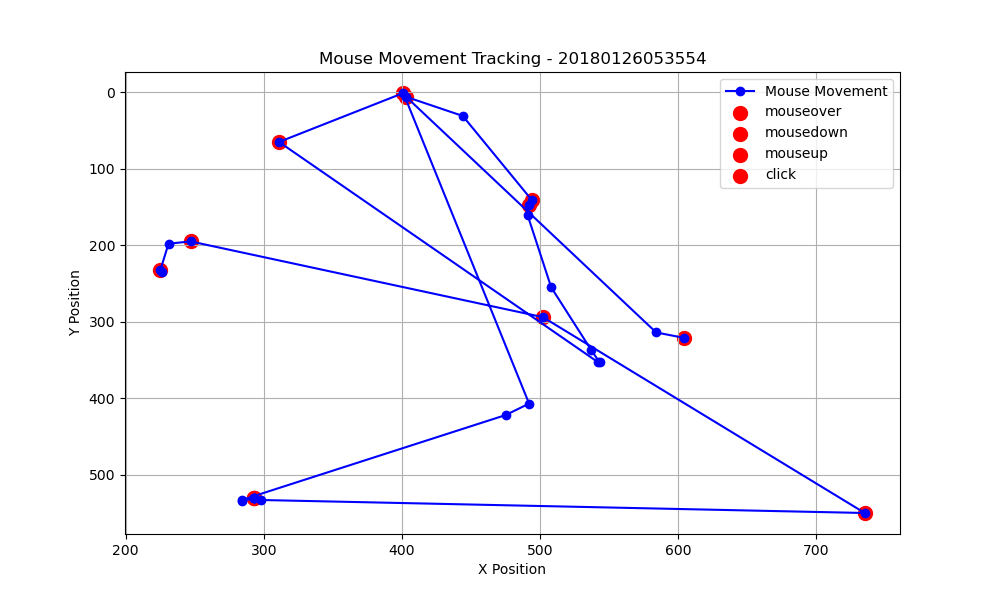 Mouse Movement Tracking - 20180126053554
Mouse Movement
mouseover
mousedown
mouseup
click
0
100
200
300
400
500
Y Position
200 300 400 500 600 700
X Position